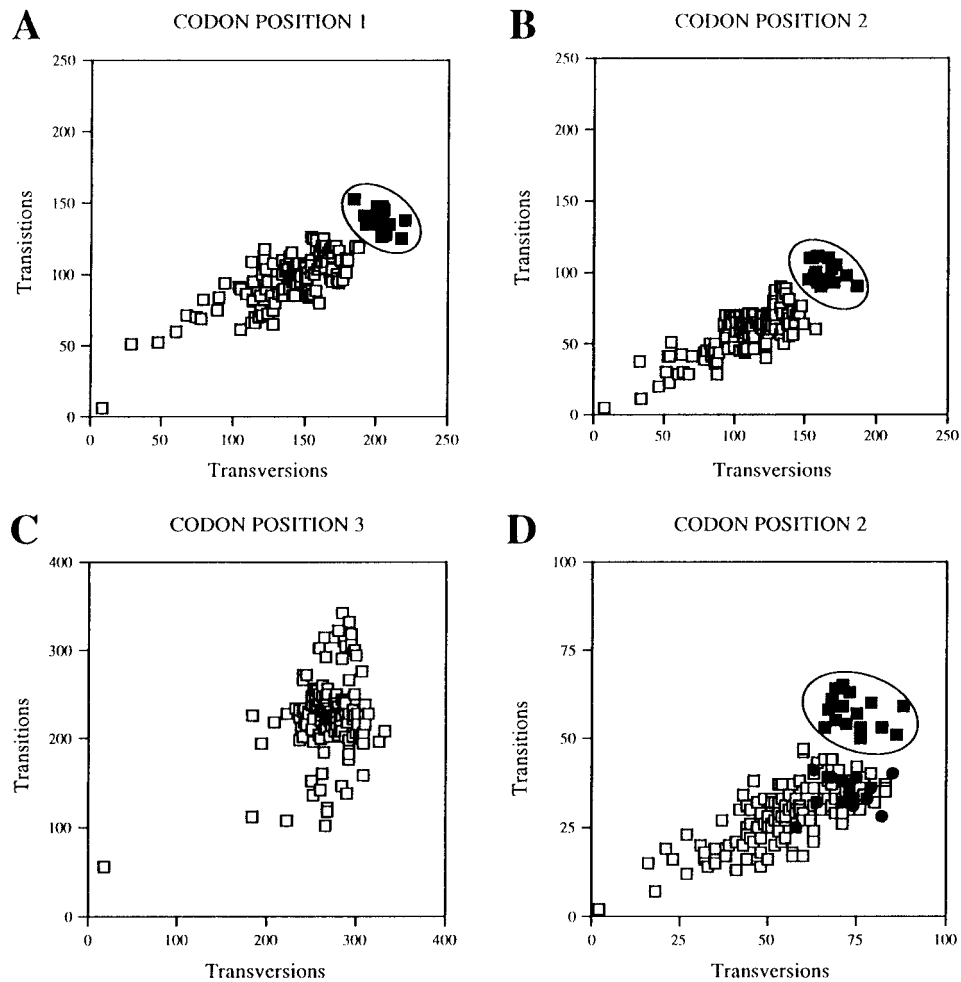 A CODON POSITION 1
250
200
150
100
50
0
0 50 100 150 200 250
Transistions
Transversions
B CODON POSITION 2
250
200
150
100
50
0
0 50 100 150 200 250
Transitions
Transversions
C CODON POSITION 3
400
300
200
100
0
0 100 200 300 400
Transitions
Transversions
D CODON POSITION 2
100
75
50
25
0
0 25 50 75 100
Transitions
Transversions